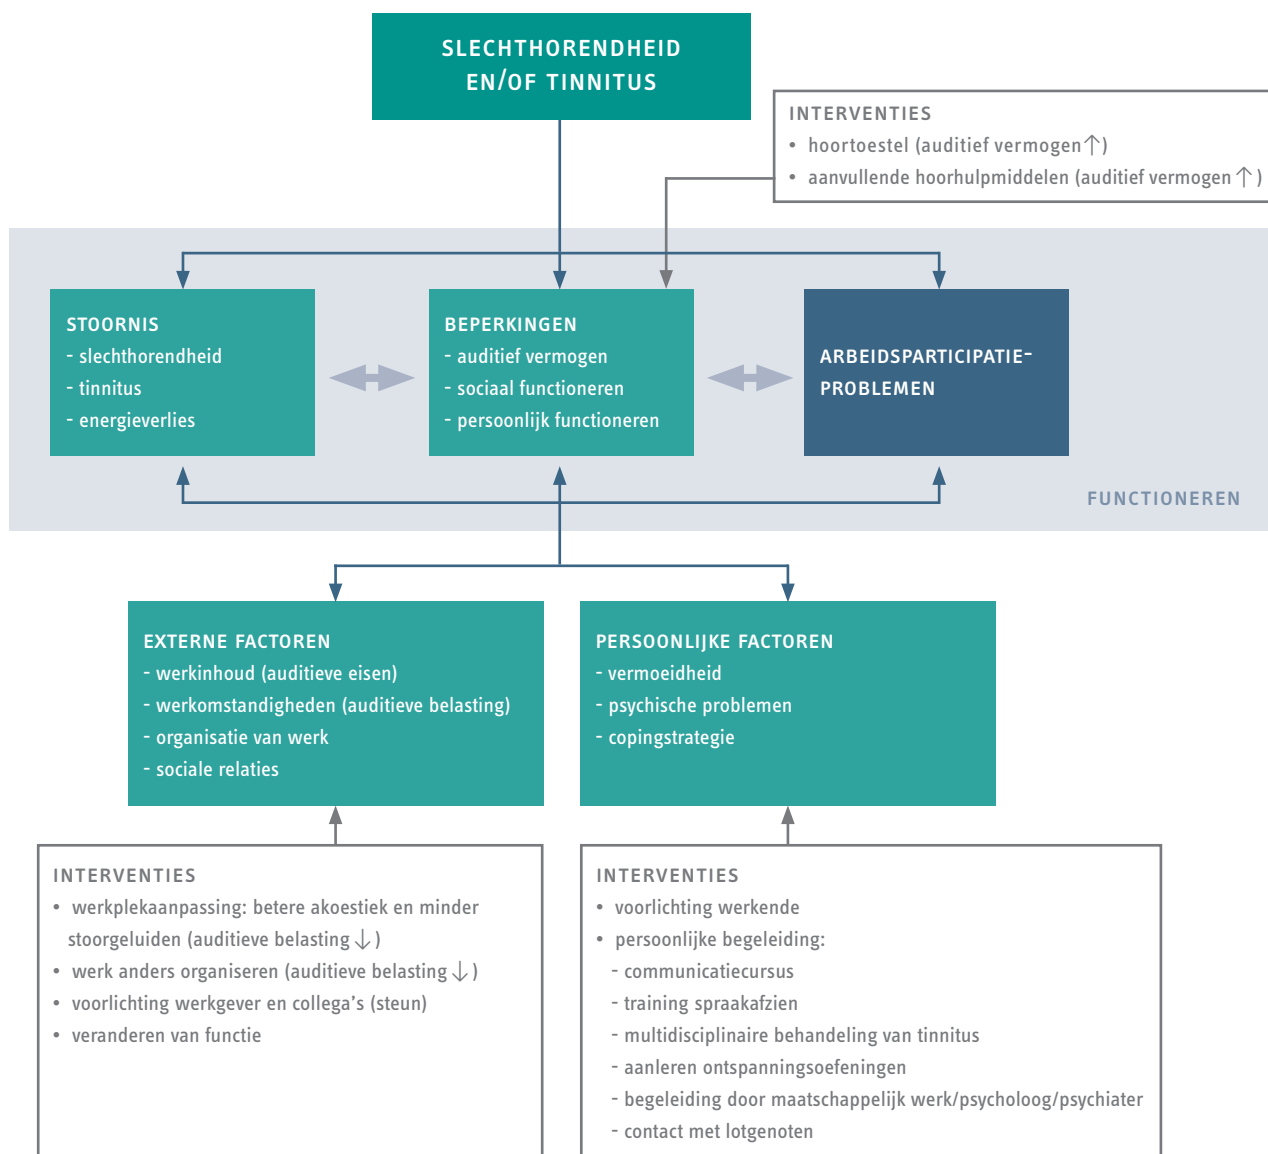 SLECHTHORENDHEID
EN/OF TINNITUS
INTERVENTIES
• hoortoestel (auditief vermogen↑)
• aanvullende hoorhulpmiddelen (auditief vermogen ↑ )
STOORNIS
- slechthorendheid
- tinnitus
- energieverlies
BEPERKINGEN
- auditief vermogen
- sociaal functioneren
- persoonlijk functioneren
ARBEIDSPARTICIPATIE-
PROBLEMEN
FUNCTIONEREN
EXTERNE FACTOREN
- werkinhoud (auditieve eisen)
- werkomstandigheden (auditieve belasting)
- organisatie van werk
- sociale relaties
PERSOONLIJKE FACTOREN
- vermoeidheid
- psychische problemen
- copingstrategie
INTERVENTIES
• werkplekaanpassing: betere akoestiek en minder
stoorgeluiden (auditieve belasting ↓ )
• werk anders organiseren (auditieve belasting ↓ )
• voorlichting werkgever en collega's (steun)
• veranderen van functie
INTERVENTIES
• voorlichting werkende
• persoonlijke begeleiding:
- communicatiecursus
- training spraakafzien
- multidisciplinaire behandeling van tinnitus
- aanleren ontspanningsoefeningen
- begeleiding door maatschappelijk werk/psycholoog/psychiater
- contact met lotgenoten